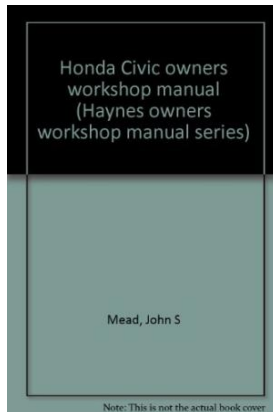 Honda Civic owners
workshop manual
(Haynes owners
workshop manual series)
Mead, John S
Note: This is not the actual book cover